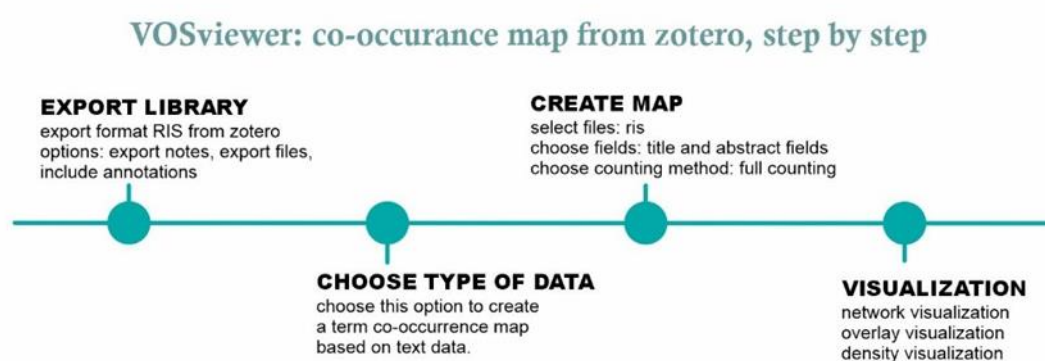 VOSviewer: co-occurance map from zotero, step by step
EXPORT LIBRARY
export format RIS from zotero
options: export notes, export files,
include annotations
CHOOSE TYPE OF DATA
choose this option to create
a term co-occurrence map
based on text data.
CREATE MAP
select files: ris
choose fields: title and abstract fields
choose counting method: full counting
VISUALIZATION
network visualization
overlay visualization
density visualization